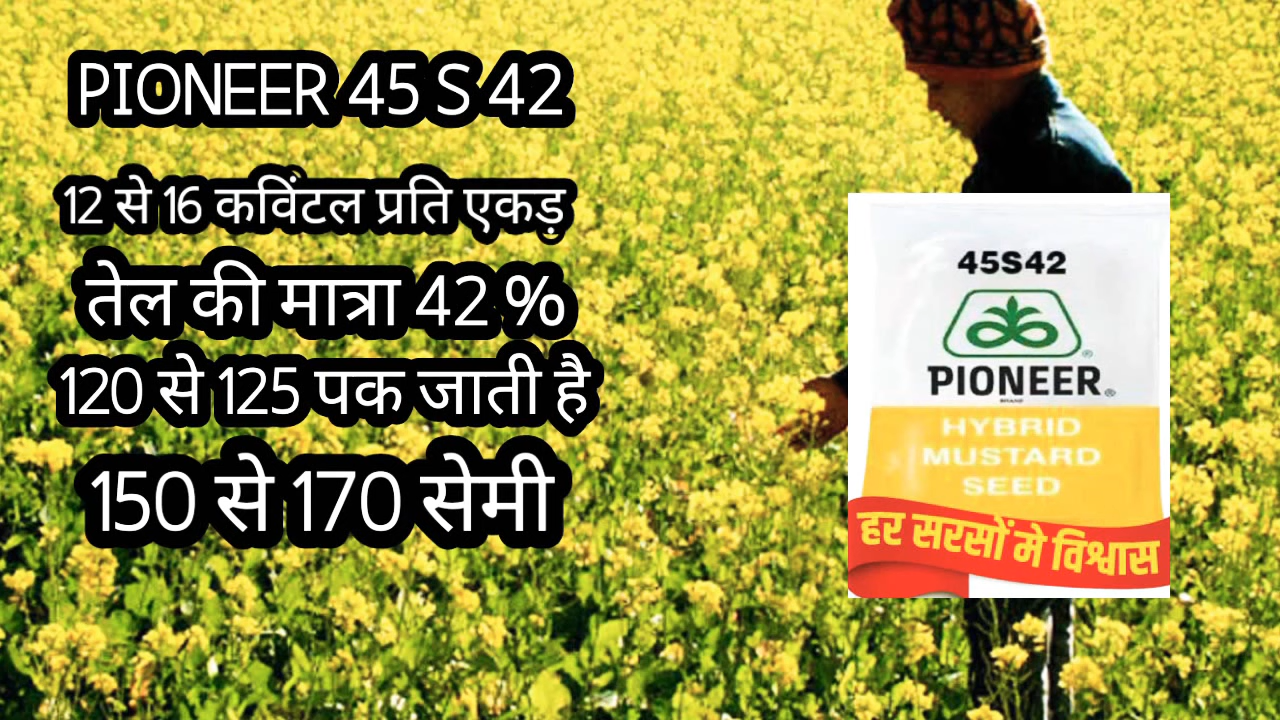 PIONEER 45 S 42
12 से 16 कविंटल प्रति एकड़
तेल की मात्रा 42 %
120 से 125 पक जाती है
150 से 170 सेमी
45S42
PIONEER®
BRAND
HYBRID
MUSTARD
SEED
हर सरसों मे विश्वास